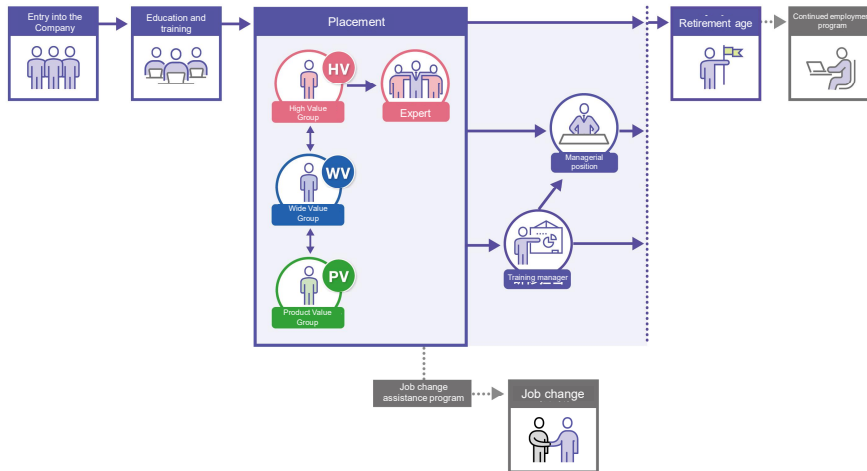 Entry into the
Company
Education and
training
Placement
Retirement age
Continued employment
program
HV
High Value
Group
Expert
WV
Wide Value
Group
PV
Product Value
Group
Managerial
position
Training manager
Job change
assistance program
Job change